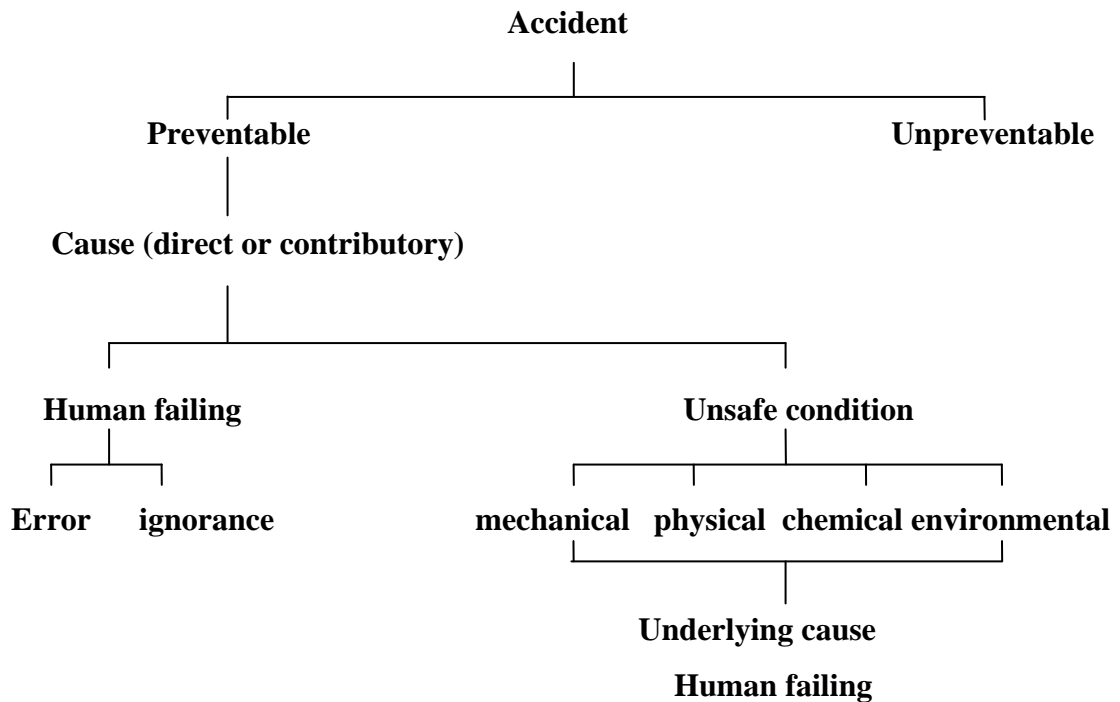 Accident
Preventable Unpreventable
Cause (direct or contributory)
Human failing Unsafe condition
Error ignorance mechanical physical chemical environmental
Underlying cause
Human failing